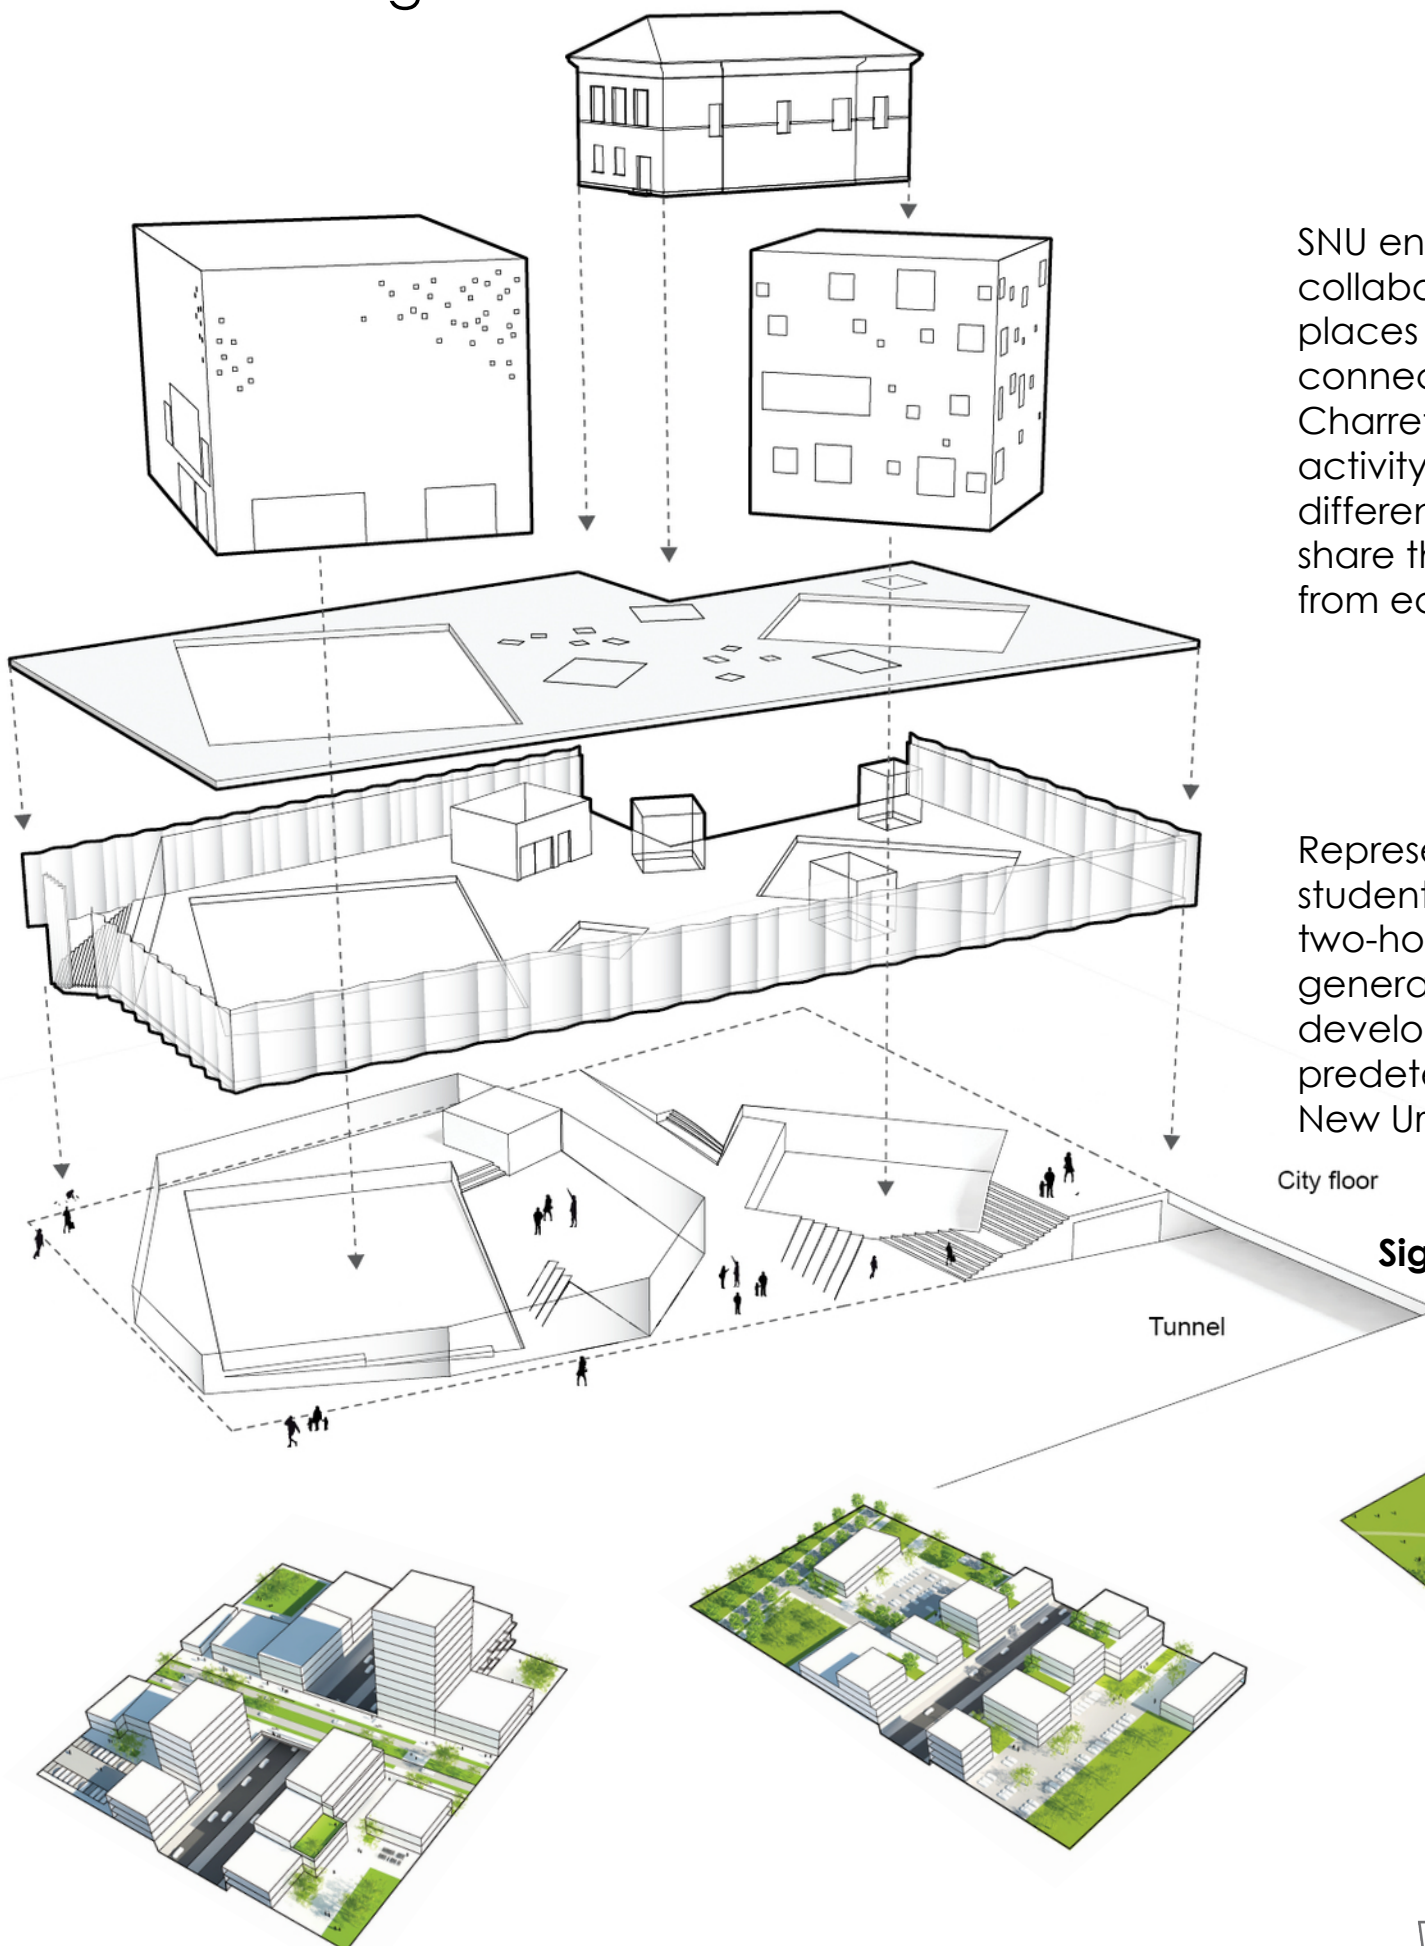 SNU en
collabo
places
connec
Charret
activity
differen
share th
from ea
Represe
student
two-ho
genera
develo
predete
New Ur
City floor
Sig
Tunnel